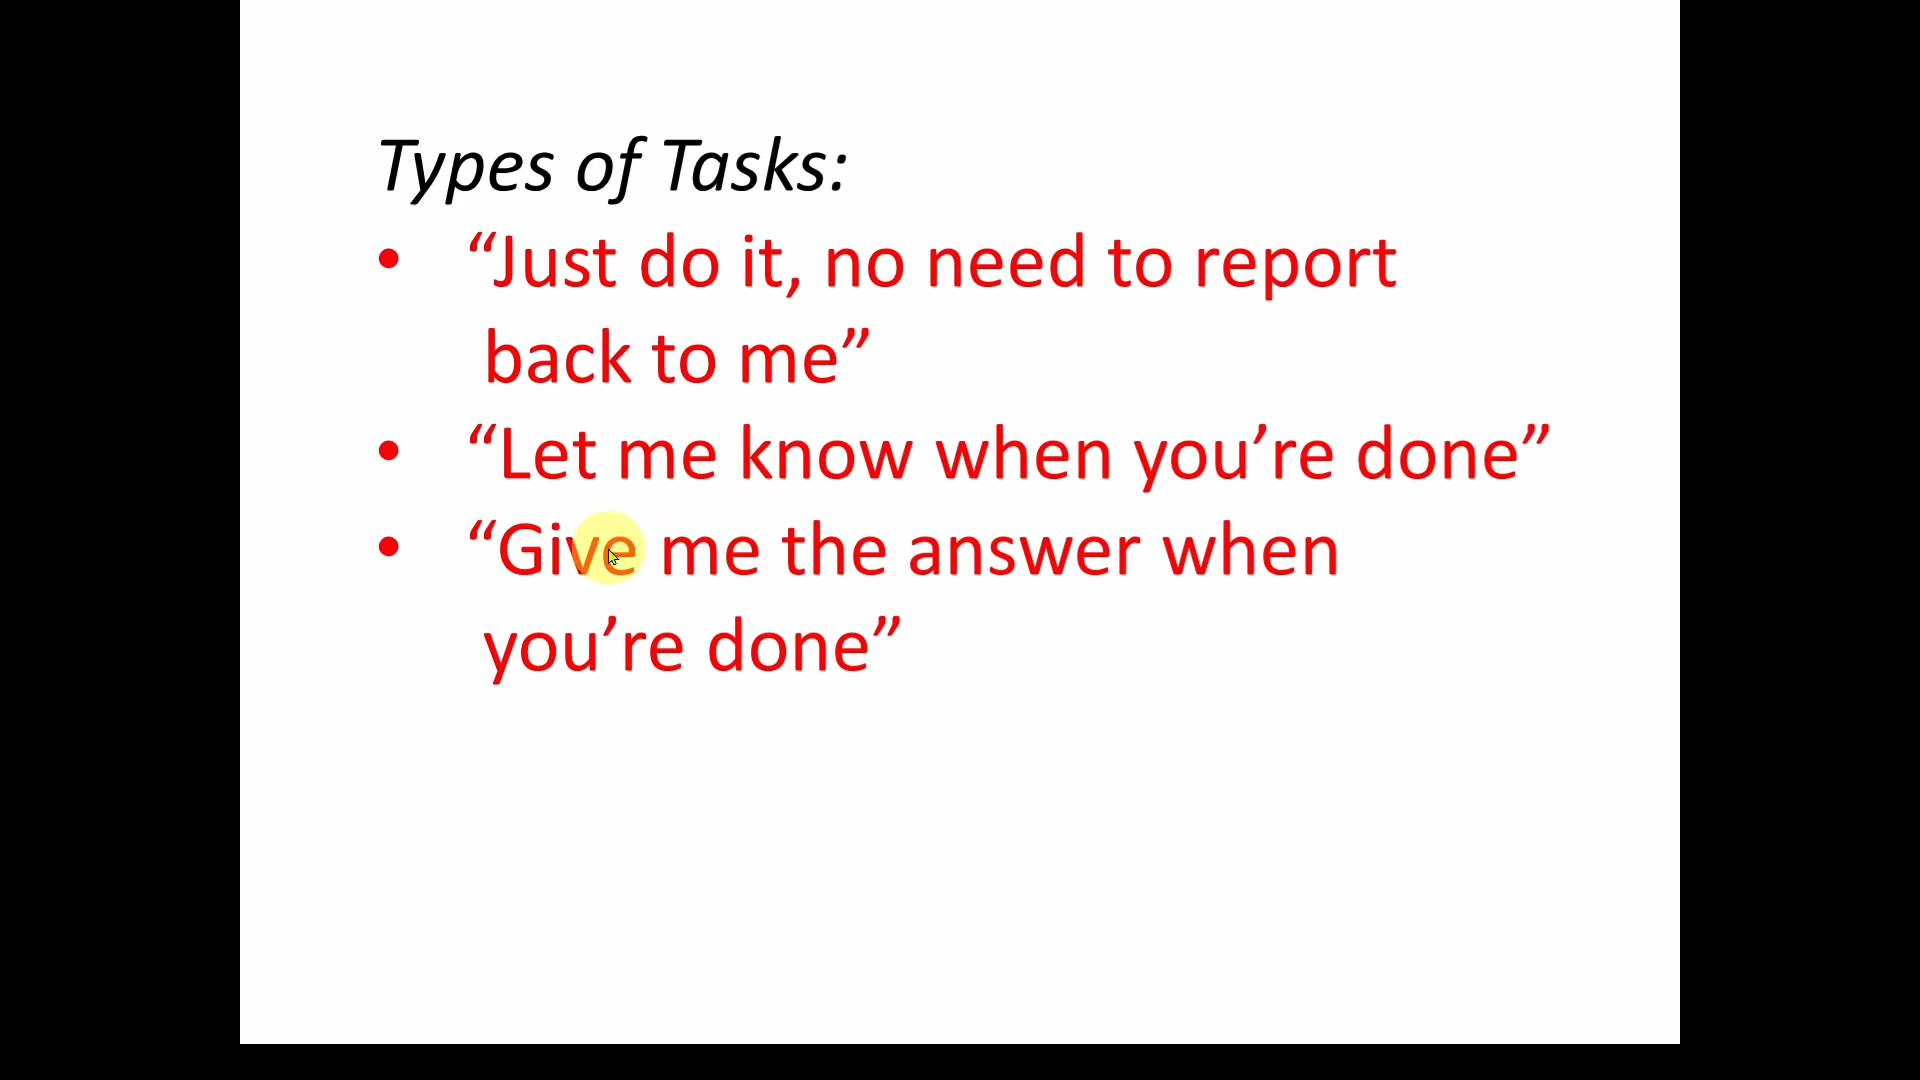 Types of Tasks:
• “Just do it, no need to report
back to me”
• “Let me know when you’re done”
• “Give me the answer when
you’re done”